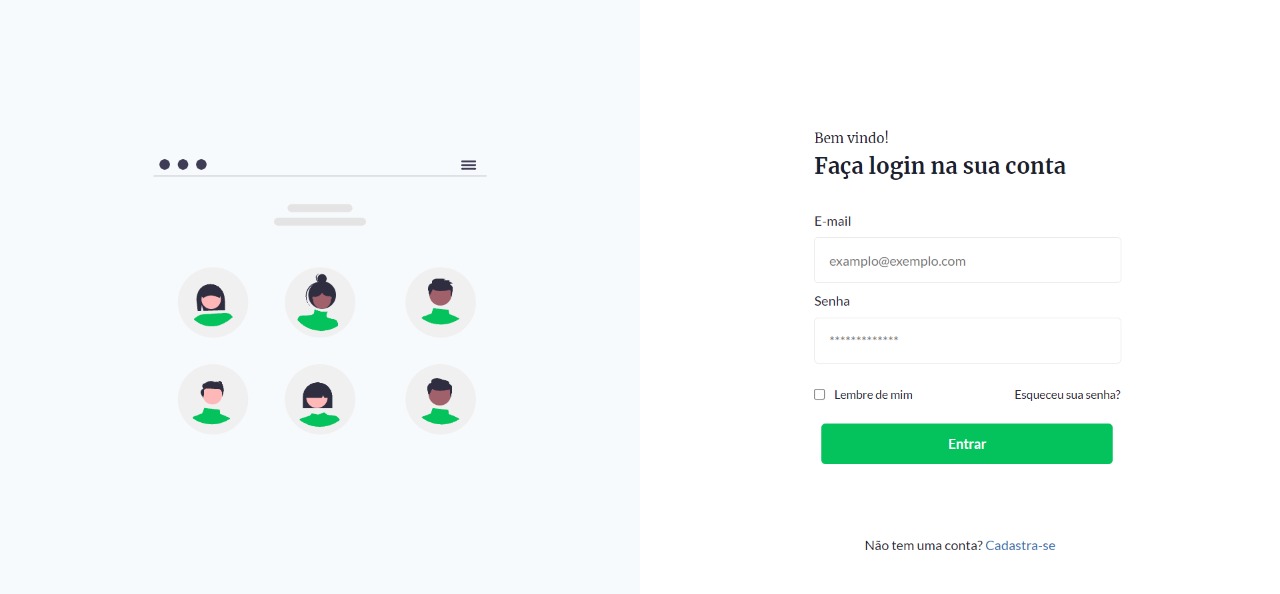 Bem vindo!
Faça login na sua conta
E-mail
examplo@exemplo.com
Senha
*************
Lembre de mim
Esqueceu sua senha?
Entrar
Não tem uma conta? Cadastra-se